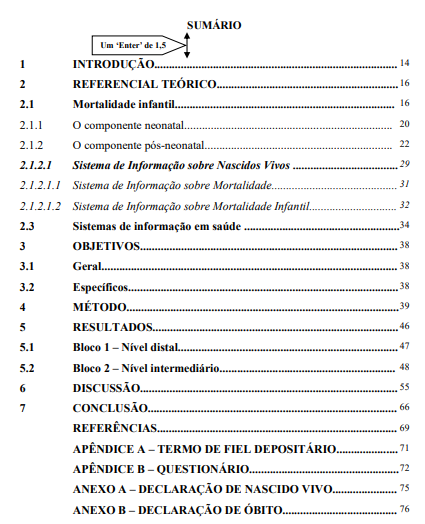 SUMÁRIO
Um ‘Enter’ de 1,5
1 INTRODUÇÃO.................................................................................... 14
2 REFERENCIAL TEÓRICO................................................................ 16
2.1 Mortalidade infantil............................................................................ 16
2.1.1 O componente neonatal...................................................................... 20
2.1.2 O componente pós-neonatal................................................................ 22
2.1.2.1 Sistema de Informação sobre Nascidos Vivos .................................... 29
2.1.2.1.1 Sistema de Informação sobre Mortalidade......................................... 31
2.1.2.1.2 Sistema de Informação sobre Mortalidade Infantil............................ 32
2.3 Sistemas de informação em saúde .....................................................34
3 OBJETIVOS......................................................................................... 38
3.1 Geral...................................................................................................... 38
3.2 Específicos............................................................................................. 38
4 MÉTODO.............................................................................................. 39
5 RESULTADOS..................................................................................... 46
5.1 Bloco 1 – Nível distal............................................................................ 47
5.2 Bloco 2 – Nível intermediário.............................................................. 48
6 DISCUSSÃO......................................................................................... 55
7 CONCLUSÃO....................................................................................... 66
REFERÊNCIAS.................................................................................... 69
APÊNDICE A – TERMO DE FIEL DEPOSITÁRIO..................... 71
APÊNDICE B – QUESTIONÁRIO..................................................... 72
ANEXO A – DECLARAÇÃO DE NASCIDO VIVO......................... 75
ANEXO B – DECLARAÇÃO DE ÓBITO.......................................... 76